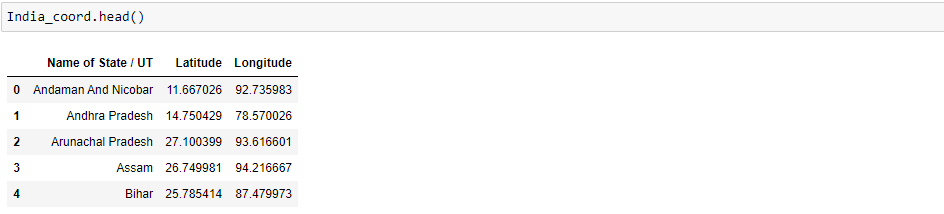 India_coord.head()
Name of State / UT Latitude Longitude
0 Andaman And Nicobar 11.667026 92.735983
1 Andhra Pradesh 14.750429 78.570026
2 Arunachal Pradesh 27.100399 93.616601
3 Assam 26.749981 94.216667
4 Bihar 25.785414 87.479973